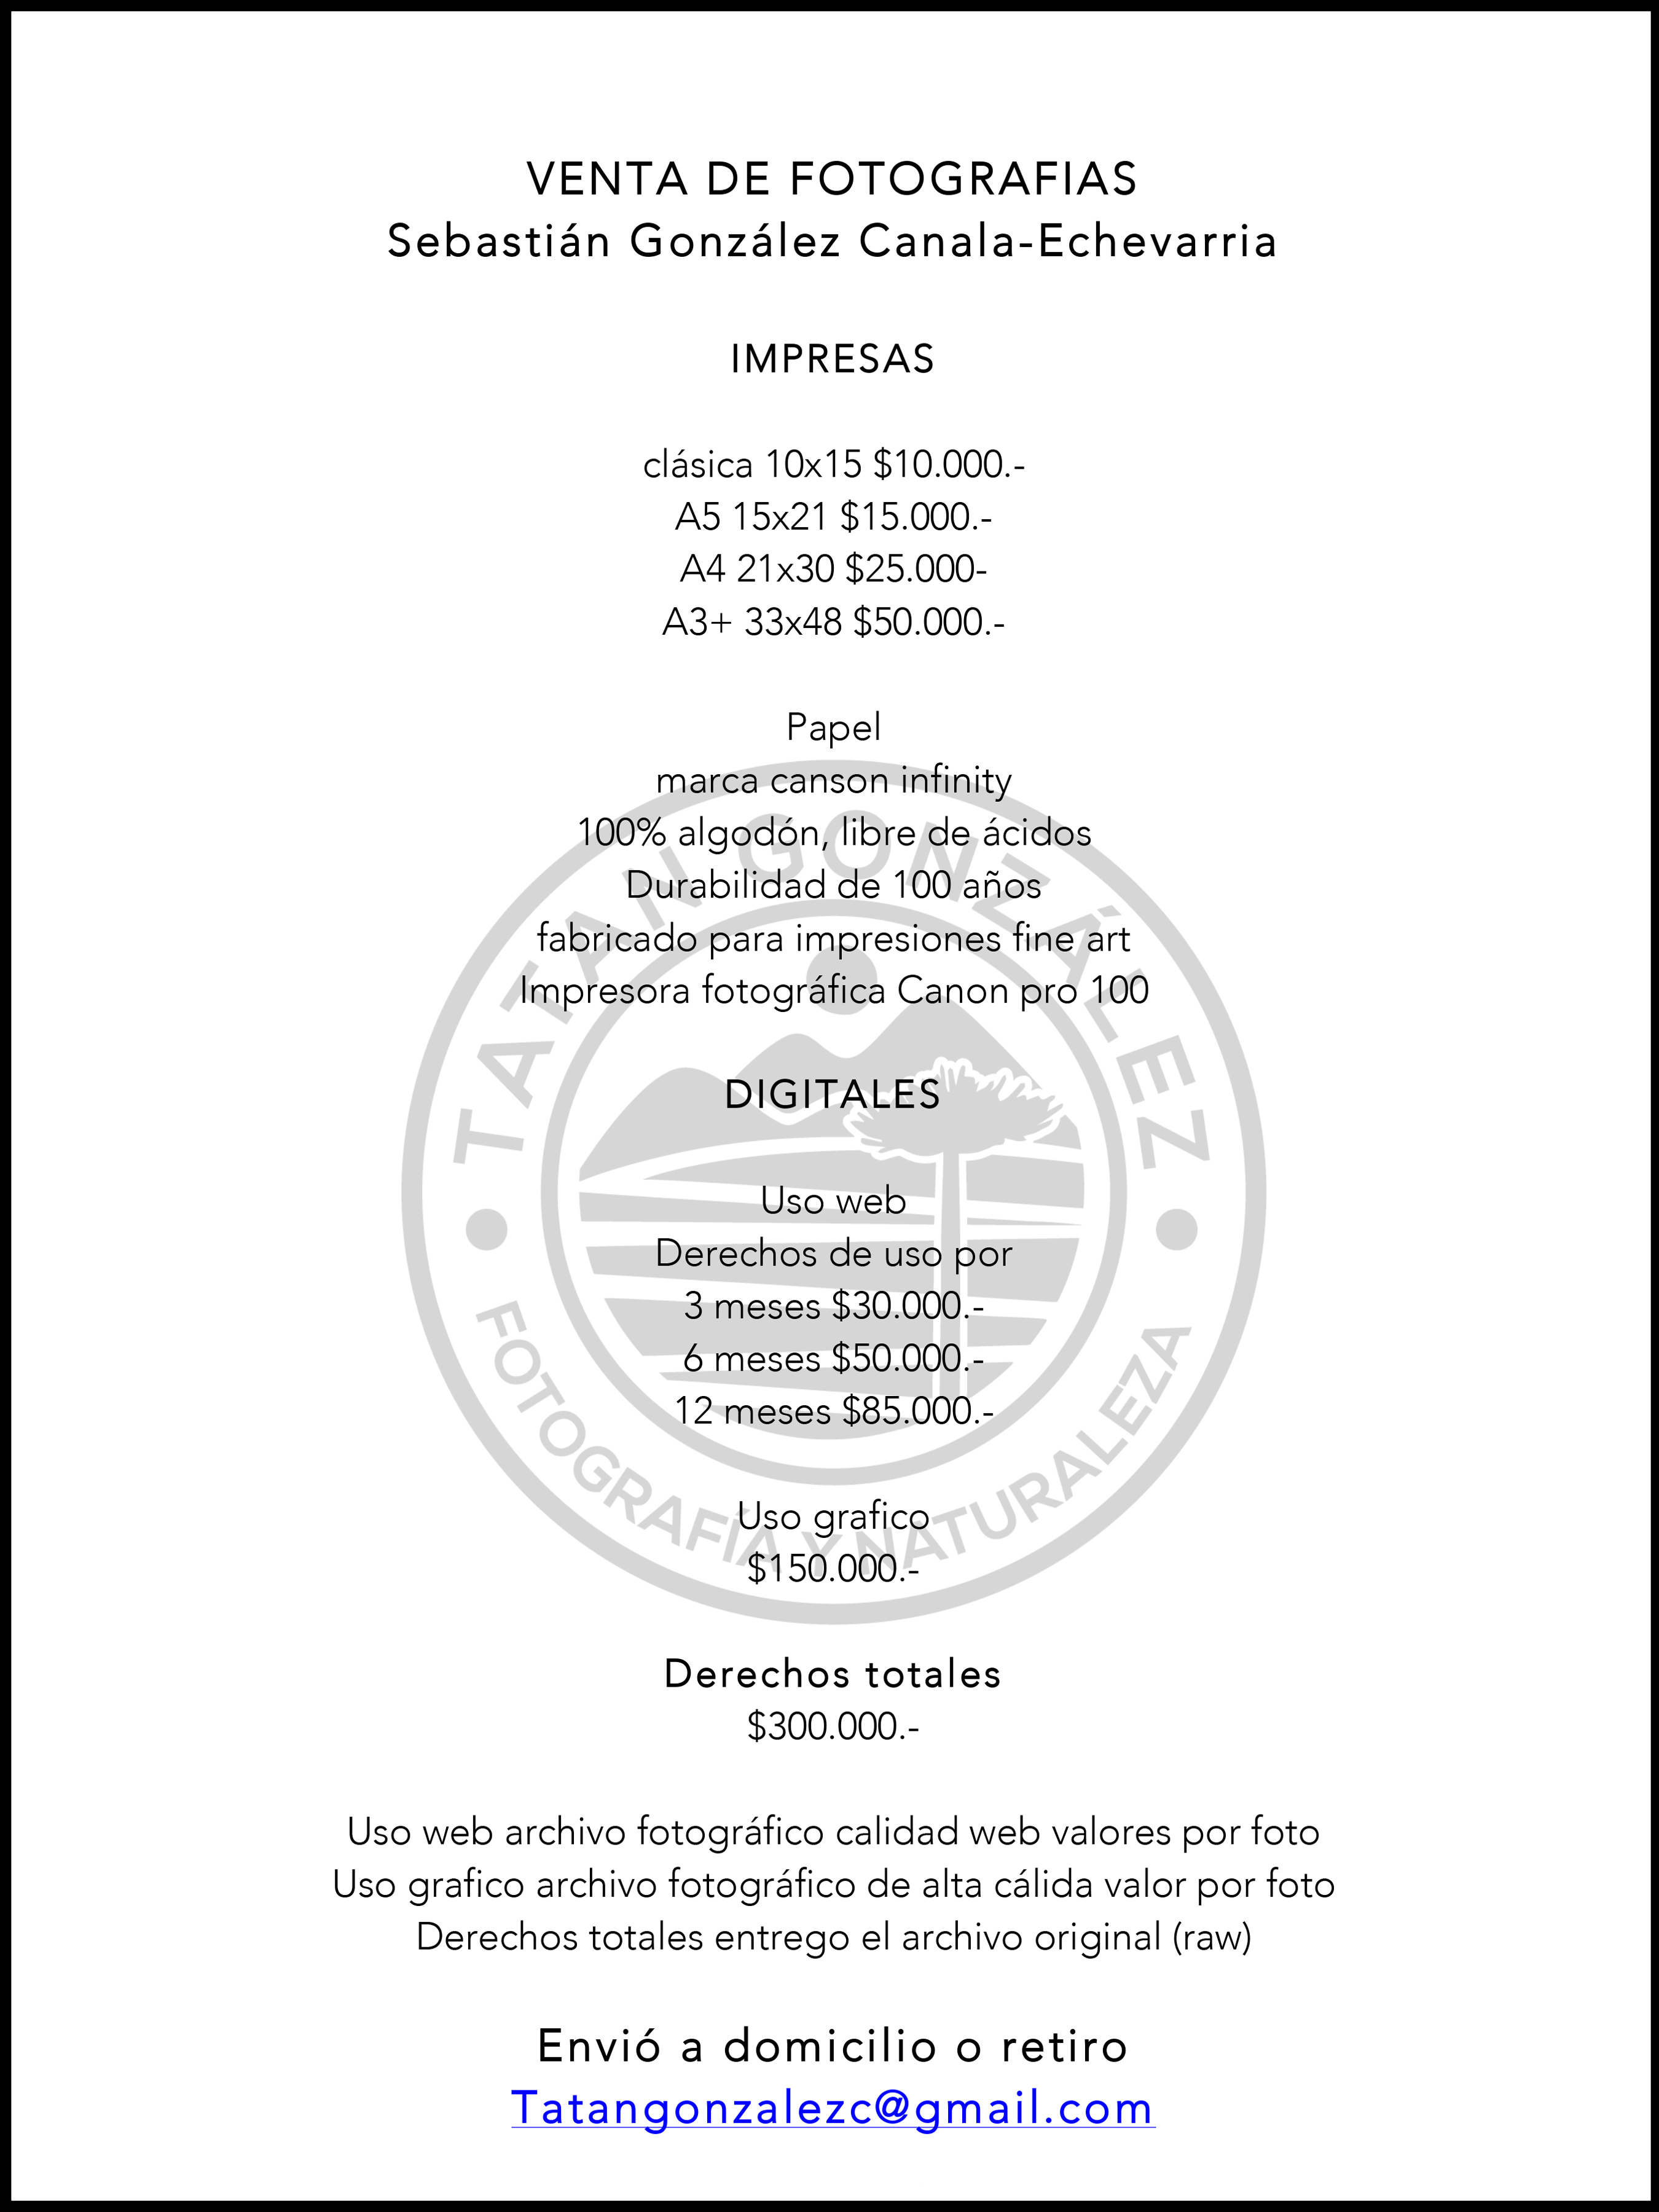 VENTA DE FOTOGRAFIAS
Sebastián González Canala-Echevarria
IMPRESAS
clásica 10x15 $10.000.-
A5 15x21 $15.000.-
A4 21x30 $25.000-
A3+ 33x48 $50.000.-
Papel
marca canson infinity
100% algodón, libre de ácidos
Durabilidad de 100 años
fabricado para impresiones fine art
Impresora fotográfica Canon pro 100
DIGITALES
Uso web
Derechos de uso por
3 meses $30.000.-
6 meses $50.000.-
12 meses $85.000.-
Uso grafico
$150.000.-
Derechos totales
$300.000.-
Uso web archivo fotográfico calidad web valores por foto
Uso grafico archivo fotográfico de alta cálida valor por foto
Derechos totales entrego el archivo original (raw)
Envió a domicilio o retiro
Tatangonzalezc@gmail.com
TATAN GONZÁLEZ
FOTOGRAFÍA Y NATURALEZA